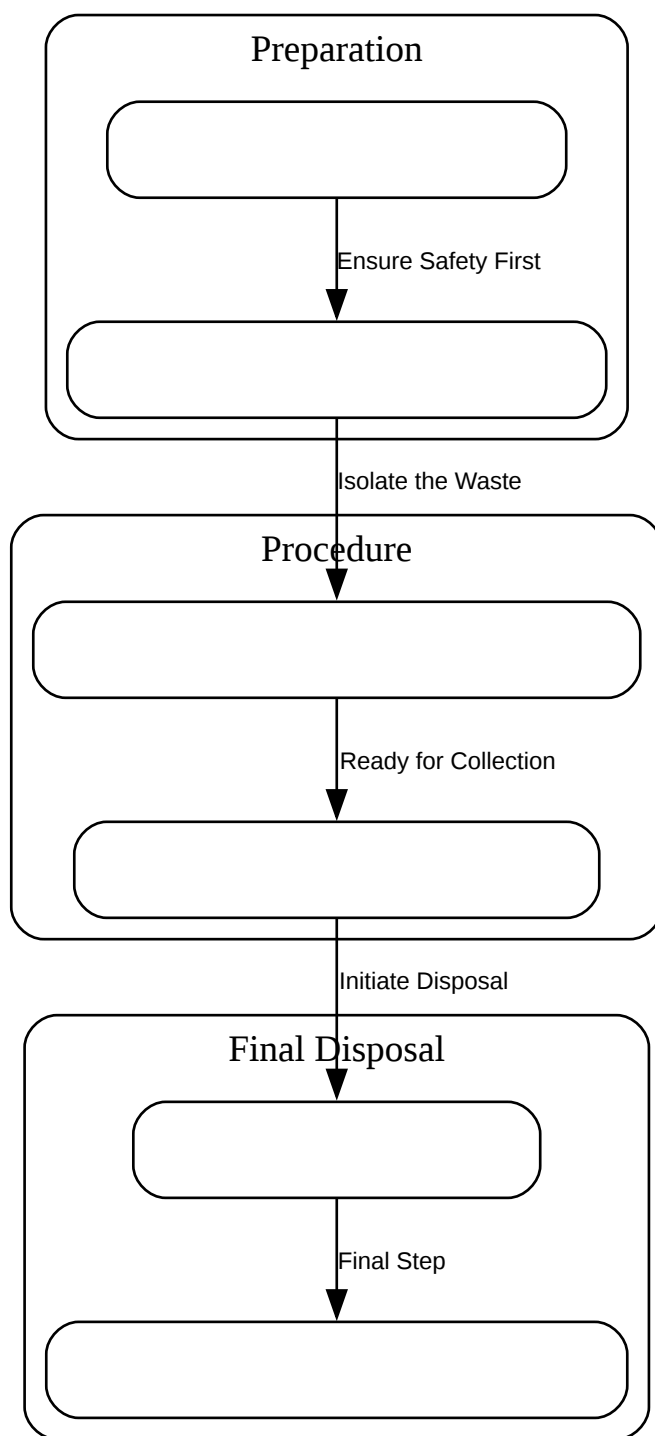 Preparation
Ensure Safety First
Isolate the Waste
Procedure
Ready for Collection
Initiate Disposal
Final Disposal
Final Step